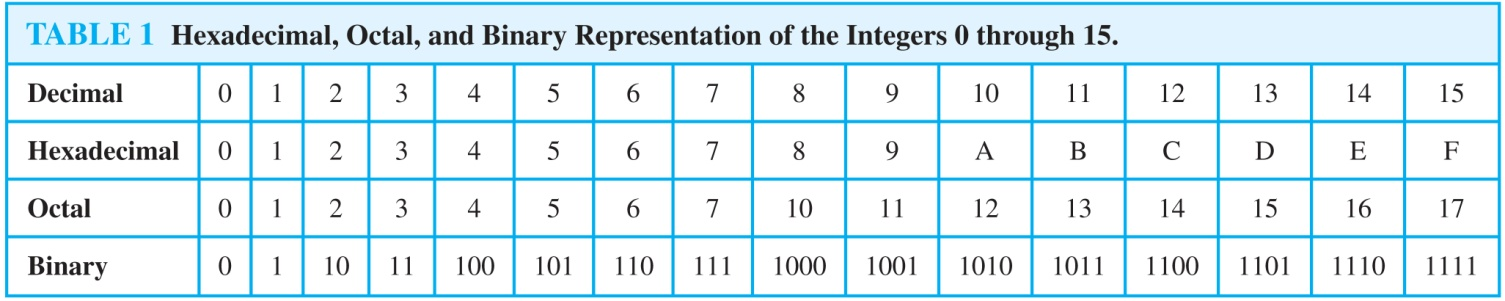 TABLE 1 Hexadecimal, Octal, and Binary Representation of the Integers 0 through 15.
Decimal 0 1 2 3 4 5 6 7 8 9 10 11 12 13 14 15
Hexadecimal 0 1 2 3 4 5 6 7 8 9 A B C D E F
Octal 0 1 2 3 4 5 6 7 10 11 12 13 14 15 16 17
Binary 0 1 10 11 100 101 110 111 1000 1001 1010 1011 1100 1101 1110 1111